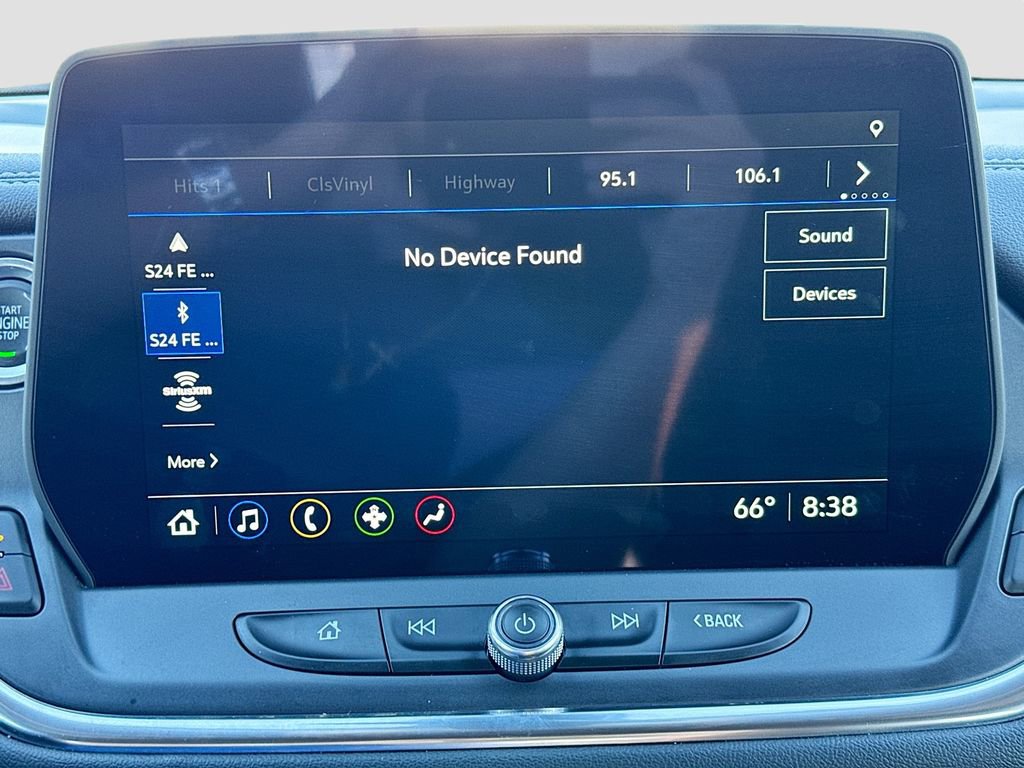 Hits 1
ClsVinyl
Highway
95.1
106.1
S24 FE ...
No Device Found
Sound
Devices
S24 FE ...
SiriusXM
More
66° 8:38
START
ENGINE
STOP
BACK